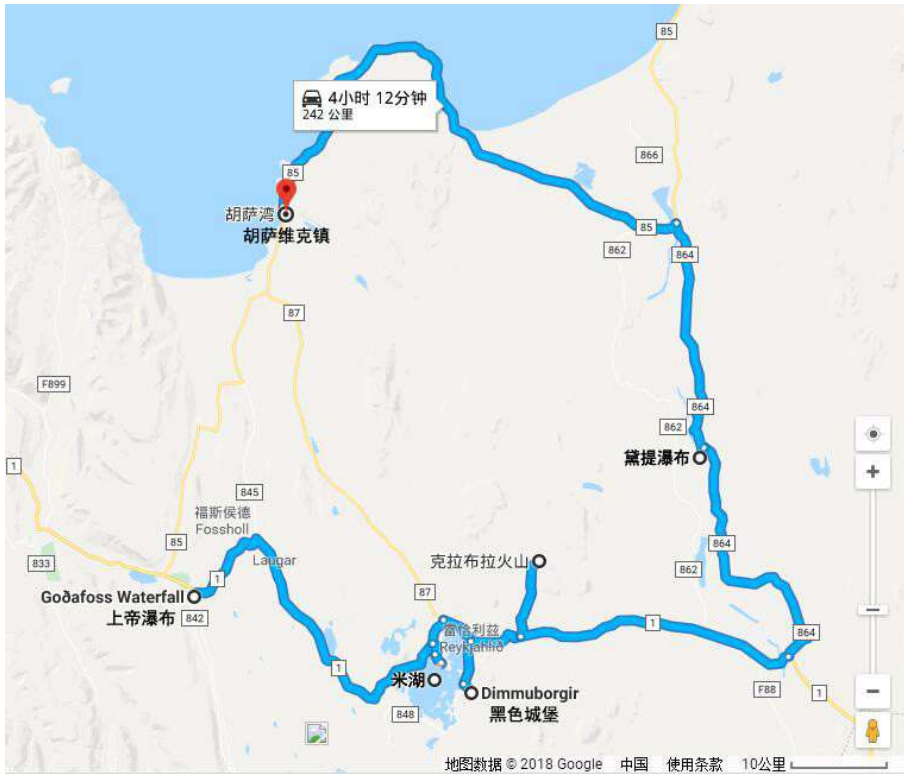 85
4小时 12分钟
242 公里
866
85
胡萨湾
胡萨维克镇
85
862
864
87
F899
864
862
黛提瀑布
1
福斯侯德
Fossholl
845
864
85
833
Laugar
克拉布拉火山
862
1
Goðafoss Waterfall
上帝瀑布
842
87
雷恰利兹
Reykjahlíð
1
864
1
米湖
Dimmuborgir
黑色城堡
F88
1
848
地图数据 © 2018 Google
中国
使用条款
10公里